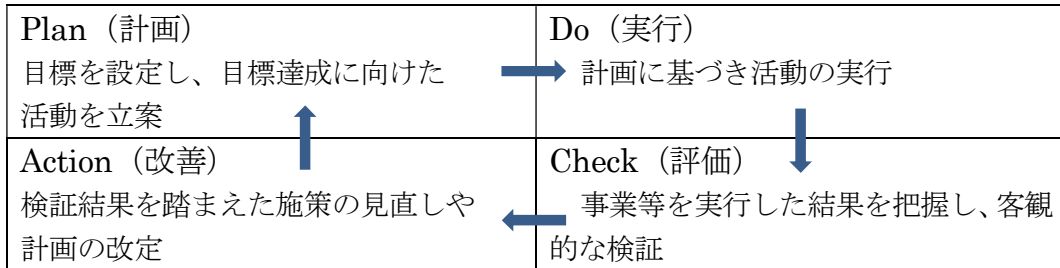 Plan（計画）
目標を設定し、目標達成に向けた
活動を立案
Do（実行）
計画に基づき活動の実行
Action（改善）
検証結果を踏まえた施策の見直しや
計画の改定
Check（評価）
事業等を実行した結果を把握し、客観
的な検証